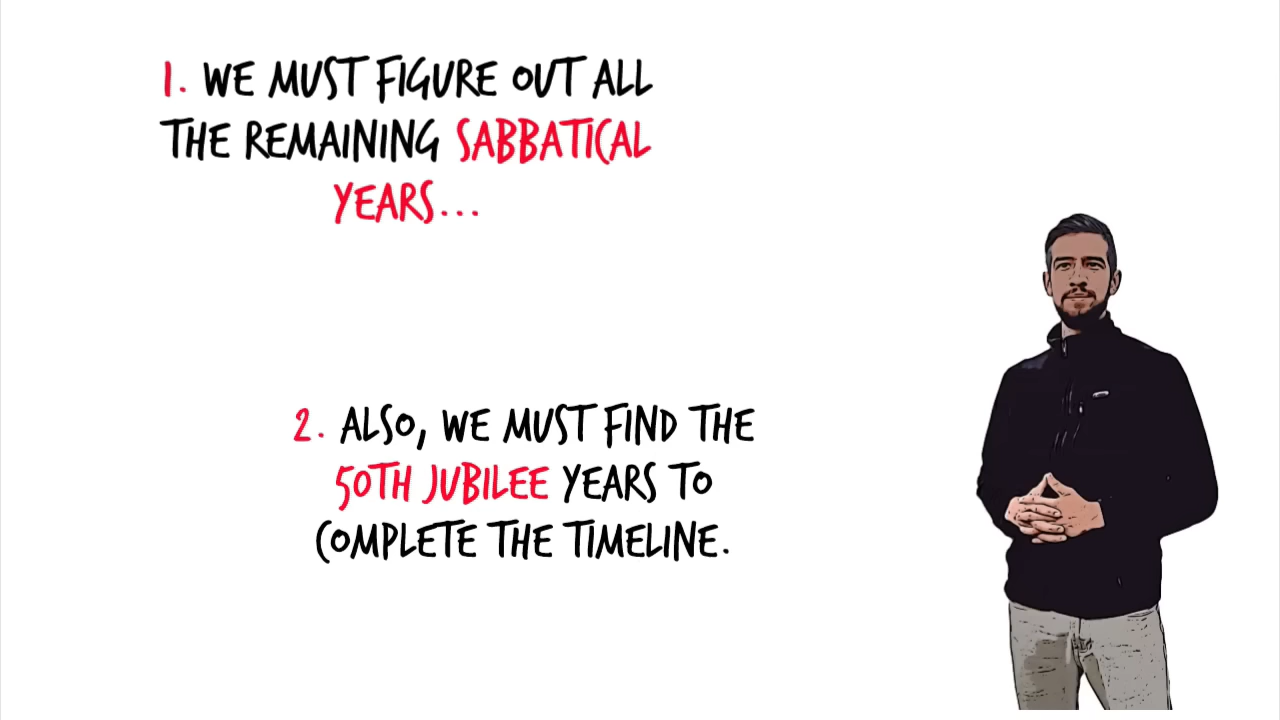 1. WE MUST FIGURE OUT ALL
THE REMAINING SABBATICAL
YEARS...
2. ALSO, WE MUST FIND THE
50TH JUBILEE YEARS TO
COMPLETE THE TIMELINE.